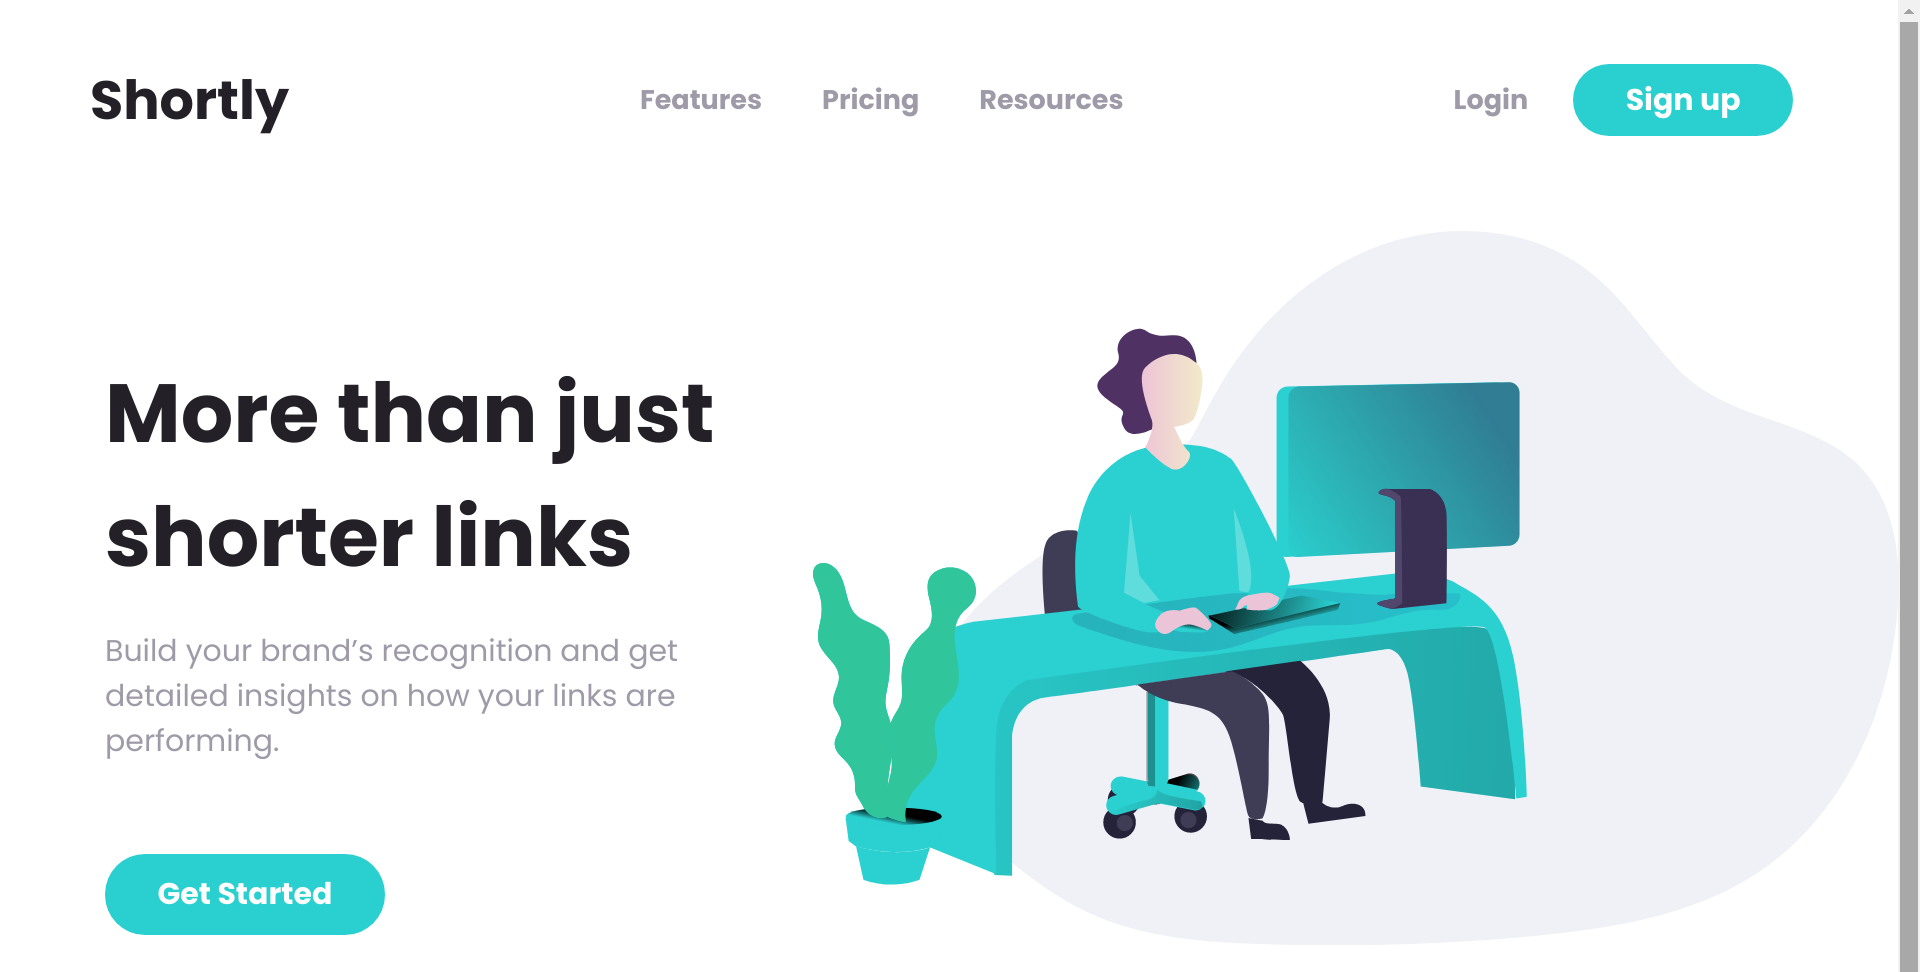 Shortly
Features
Pricing
Resources
Login
Sign up
More than just
shorter links
Build your brand’s recognition and get
detailed insights on how your links are
performing.
Get Started